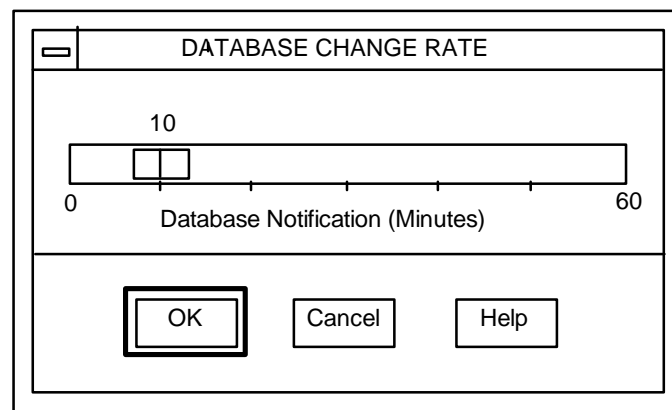 DATABASE CHANGE RATE
10
0 60
Database Notification (Minutes)
OK Cancel Help